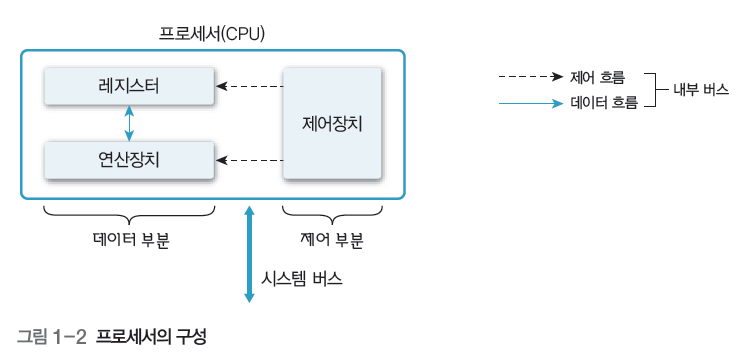 프로세서(CPU)
레지스터
제어장치
연산장치
제어 흐름
데이터 흐름
내부 버스
데이터 부분
제어 부분
시스템 버스
그림 1-2 프로세서의 구성